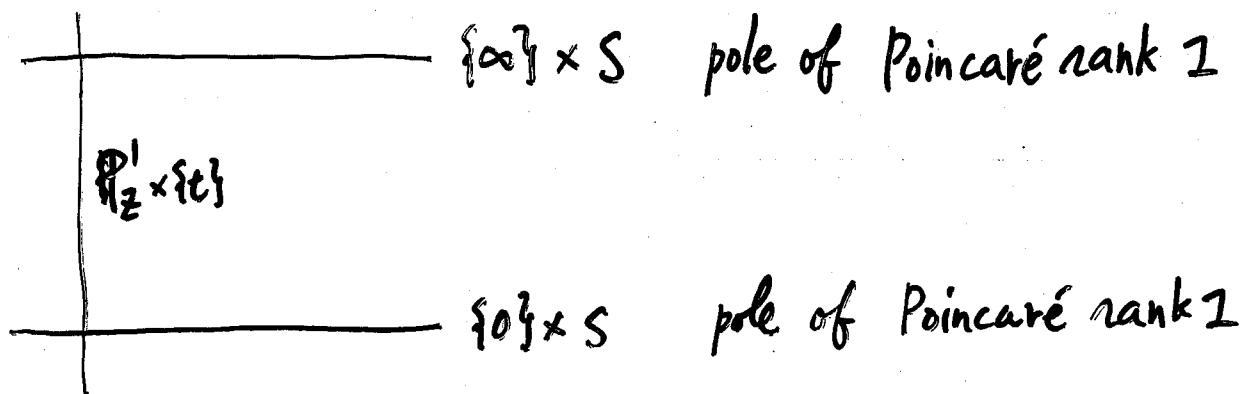 {∞} × S pole of Poincaré rank 1
ℙ¹_z × {t}
{0} × S pole of Poincaré rank 1